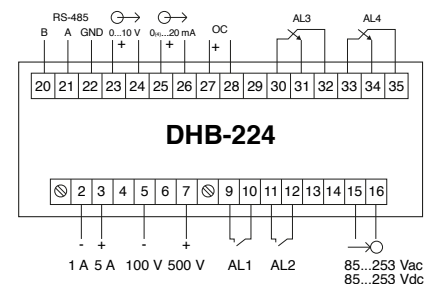 RS-485 AL3 AL4
B A GND 0...10 V 0(4)...20 mA OC
+ + +
20 21 22 23 24 25 26 27 28 29 30 31 32 33 34 35
DHB-224
2 3 4 5 6 7 9 10 11 12 13 14 15 16
- + - +
1 A 5 A 100 V 500 V AL1 AL2 85...253 Vac
85...253 Vdc